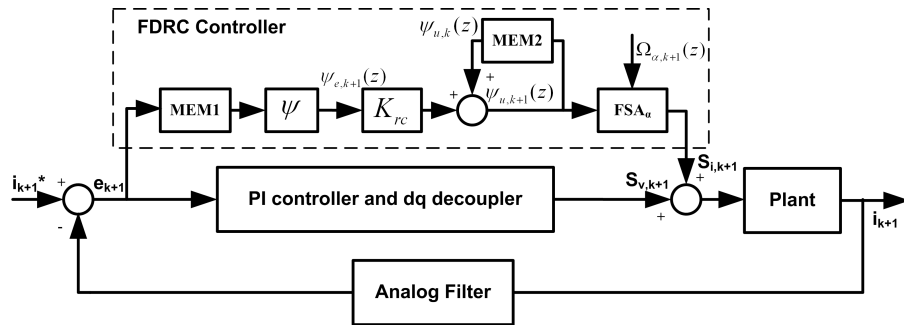 FDRC Controller
ψu,k(z)
MEM2
Ωα,k+1(z)
MEM1
ψ
ψe,k+1(z)
Krc
+
+
ψu,k+1(z)
FSAα
ik+1*
+
-
ek+1
PI controller and dq decoupler
Sv,k+1
+
Si,k+1
+
Plant
ik+1
Analog Filter